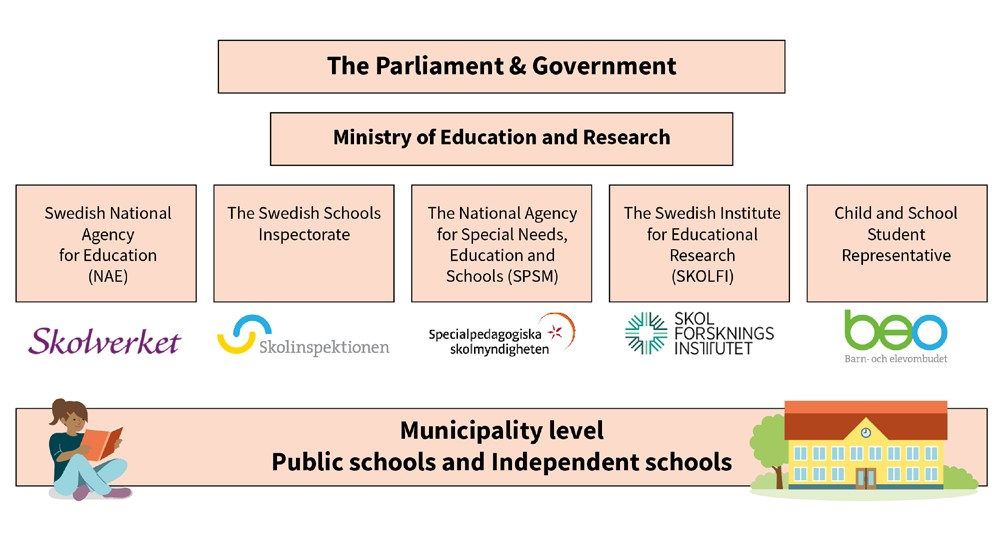 The Parliament & Government
Ministry of Education and Research
Swedish National
Agency
for Education
(NAE)
The Swedish Schools
Inspectorate
The National Agency
for Special Needs,
Education and
Schools (SPSM)
The Swedish Institute
for Educational
Research
(SKOLFI)
Child and School
Student
Representative
Skolverket
Skolinspektionen
Specialpedagogiska
skolmyndigheten
SKOL
FORSKNINGS
INSTITUTET
beo
Barn- och elevombudet
Municipality level
Public schools and Independent schools